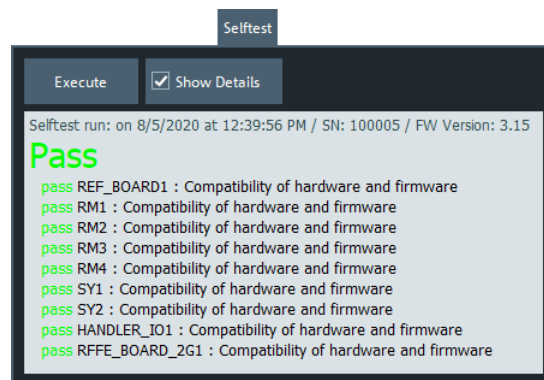 Selftest
Execute
Show Details
Selftest run: on 8/5/2020 at 12:39:56 PM / SN: 100005 / FW Version: 3.15
Pass
pass REF_BOARD1 : Compatibility of hardware and firmware
pass RM1 : Compatibility of hardware and firmware
pass RM2 : Compatibility of hardware and firmware
pass RM3 : Compatibility of hardware and firmware
pass RM4 : Compatibility of hardware and firmware
pass SY1 : Compatibility of hardware and firmware
pass SY2 : Compatibility of hardware and firmware
pass HANDLER_IO1 : Compatibility of hardware and firmware
pass RFFE_BOARD_2G1 : Compatibility of hardware and firmware